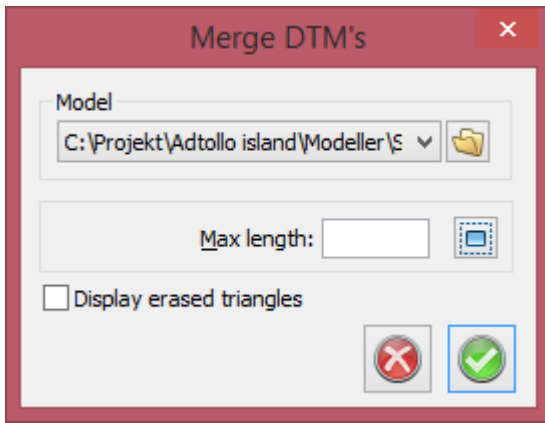 Merge DTM's
Model
C:\Projekt\Adtollo island\Modeller\S
Max length:
Display erased triangles